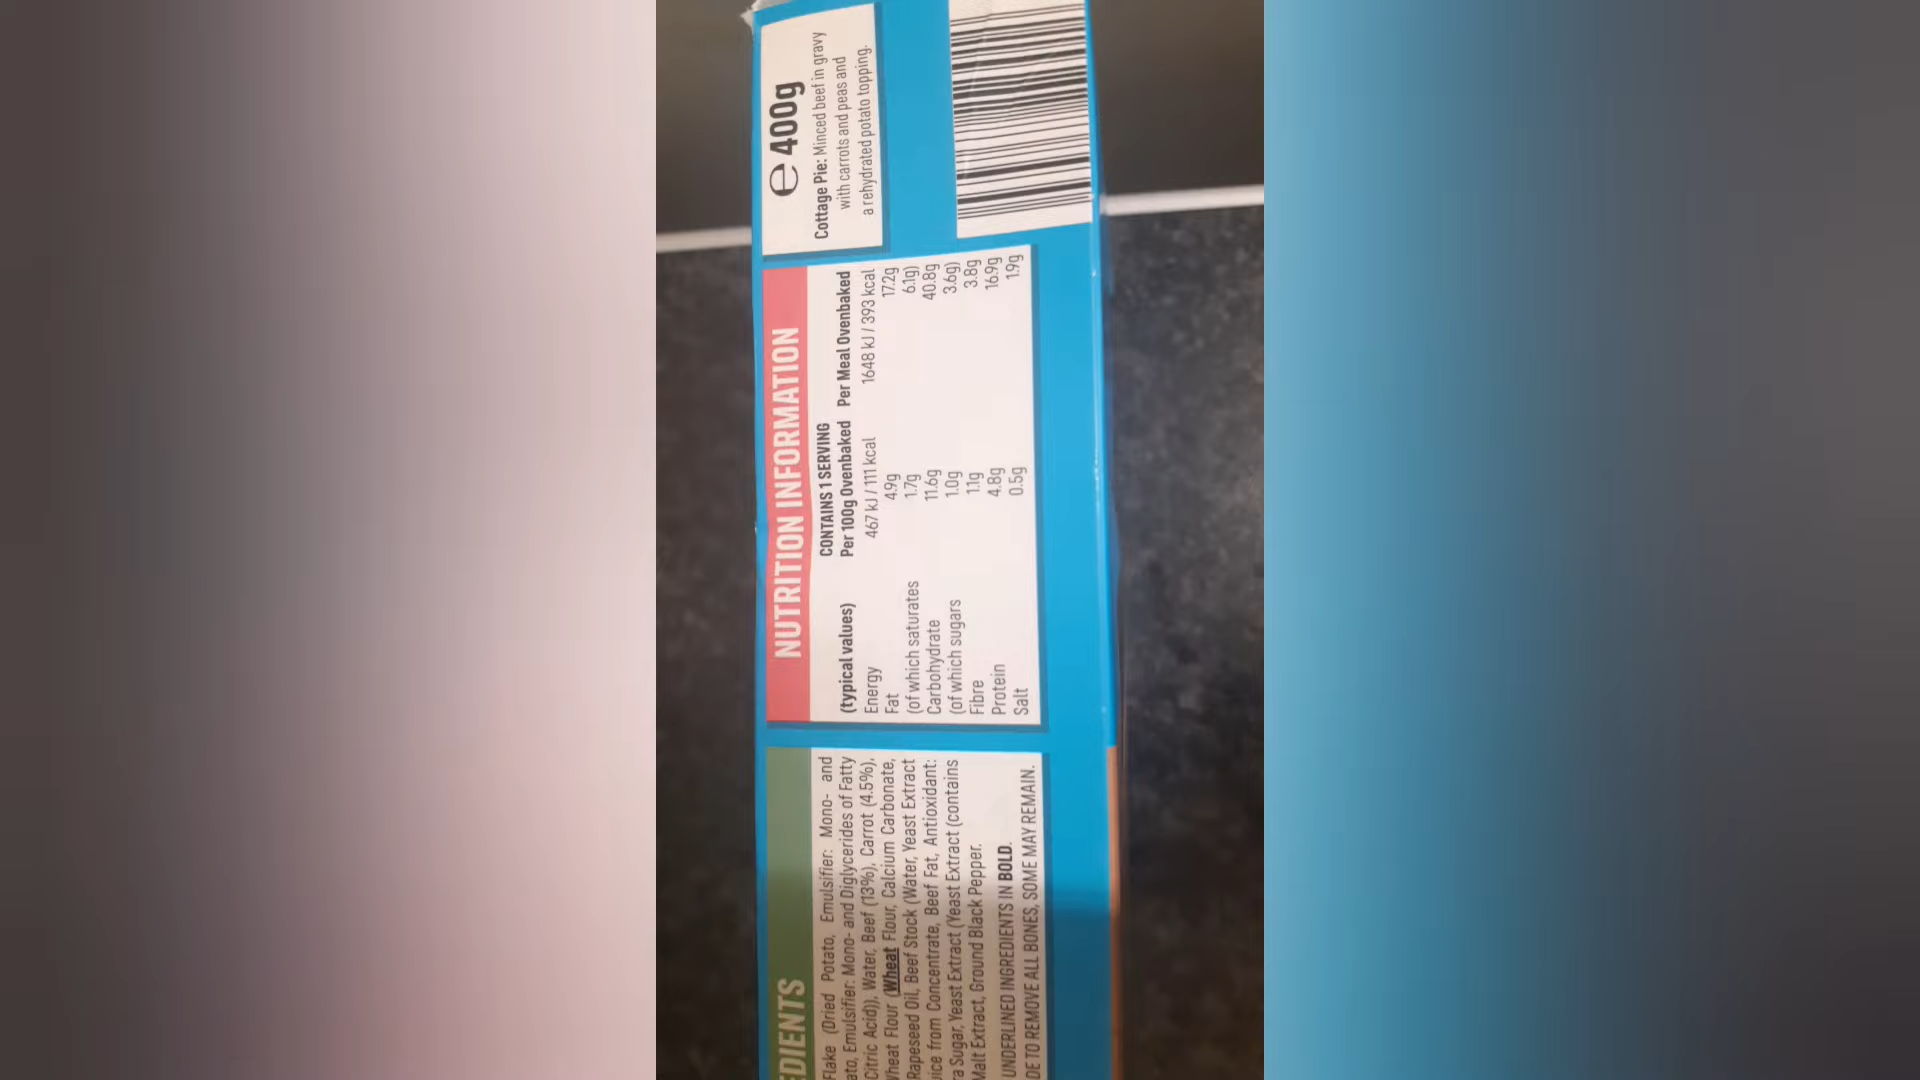 EDIENTS
Flake (Dried Potato, Emulsifier: Mono- and
ato, Emulsifier: Mono- and Diglycerides of Fatty
Citric Acid)), Water, Beef (13%), Carrot (4.5%),
Wheat Flour (Wheat Flour, Calcium Carbonate,
Rapeseed Oil, Beef Stock (Water, Yeast Extract
uice from Concentrate, Beef Fat, Antioxidant:
ra Sugar, Yeast Extract (Yeast Extract (contains
Malt Extract, Ground Black Pepper.
UNDERLINED INGREDIENTS IN BOLD.
DE TO REMOVE ALL BONES, SOME MAY REMAIN.
NUTRITION INFORMATION
CONTAINS 1 SERVING
(typical values) Per 100g Ovenbaked Per Meal Ovenbaked
Energy 467 kJ / 111 kcal 1648 kJ / 393 kcal
Fat 4.9g 17.2g
(of which saturates 1.7g 6.1g)
Carbohydrate 11.6g 40.8g
(of which sugars 1.0g 3.6g)
Fibre 1.1g 3.8g
Protein 4.8g 16.9g
Salt 0.5g 1.9g
e 400g
Cottage Pie: Minced beef in gravy
with carrots and peas and
a rehydrated potato topping.